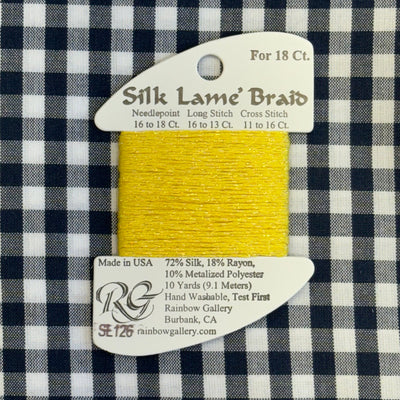 For 18 Ct.
Silk Lamé Braid
Needlepoint Long Stitch Cross Stitch
16 to 18 Ct. 16 to 13 Ct. 11 to 16 Ct.
Made in USA 72% Silk, 18% Rayon,
10% Metalized Polyester
10 Yards (9.1 Meters)
Hand Washable, Test First
Rainbow Gallery
Burbank, CA
RG
SL126 rainbowgallery.com